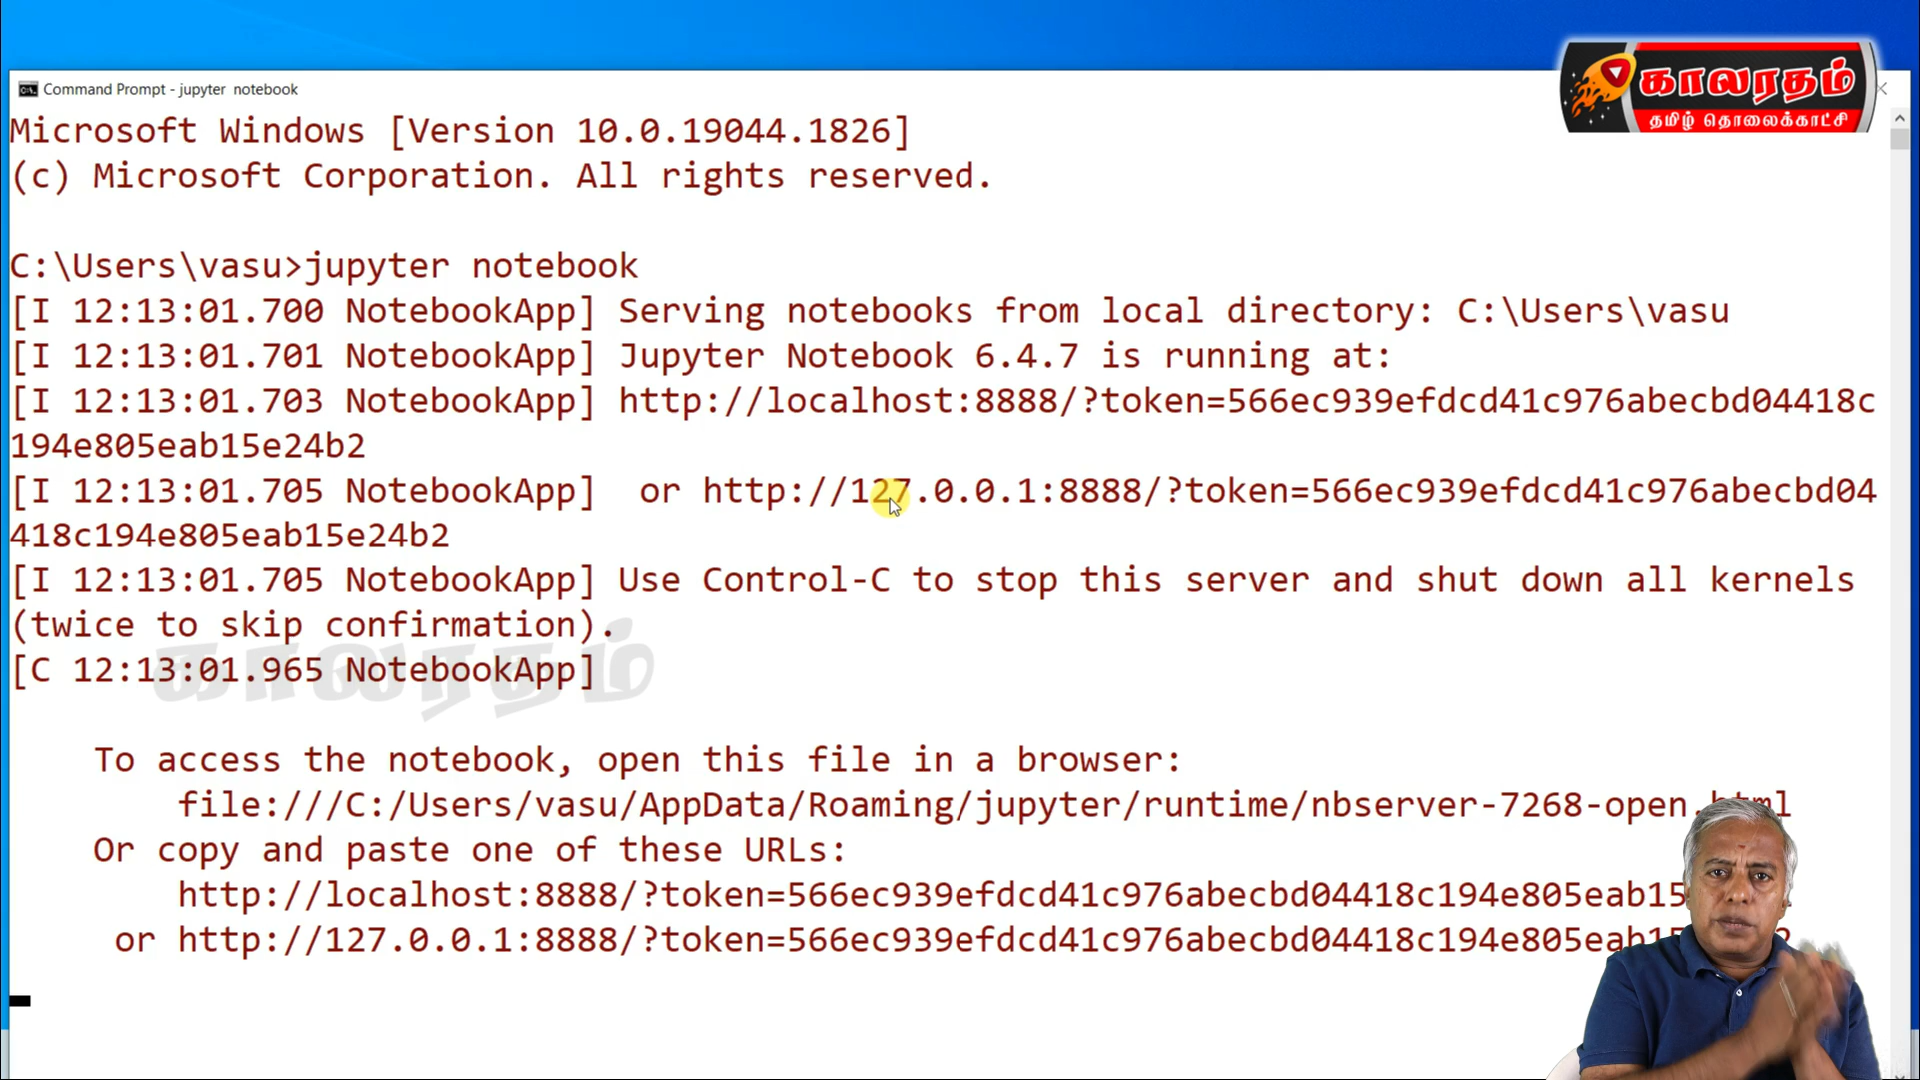 காலரதம்
தமிழ் தொலைக்காட்சி
Command Prompt - jupyter notebook
Microsoft Windows [Version 10.0.19044.1826]
(c) Microsoft Corporation. All rights reserved.
C:\Users\vasu>jupyter notebook
[I 12:13:01.700 NotebookApp] Serving notebooks from local directory: C:\Users\vasu
[I 12:13:01.701 NotebookApp] Jupyter Notebook 6.4.7 is running at:
[I 12:13:01.703 NotebookApp] http://localhost:8888/?token=566ec939efdcd41c976abecbd04418c
194e805eab15e24b2
[I 12:13:01.705 NotebookApp]  or http://127.0.0.1:8888/?token=566ec939efdcd41c976abecbd04
418c194e805eab15e24b2
[I 12:13:01.705 NotebookApp] Use Control-C to stop this server and shut down all kernels
(twice to skip confirmation).
[C 12:13:01.965 NotebookApp]
காலரதம்
To access the notebook, open this file in a browser:
file:///C:/Users/vasu/AppData/Roaming/jupyter/runtime/nbserver-7268-open.html
Or copy and paste one of these URLs:
http://localhost:8888/?token=566ec939efdcd41c976abecbd04418c194e805eab15
or http://127.0.0.1:8888/?token=566ec939efdcd41c976abecbd04418c194e805eab15